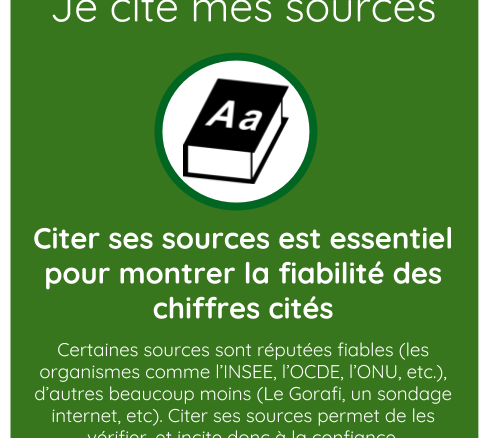 Je cite mes sources
Aa
Citer ses sources est essentiel
pour montrer la fiabilité des
chiffres cités
Certaines sources sont réputées fiables (les
organismes comme l'INSEE, l'OCDE, l'ONU, etc.),
d'autres beaucoup moins (Le Gorafi, un sondage
internet, etc). Citer ses sources permet de les
vérifier, et incite donc à la confiance